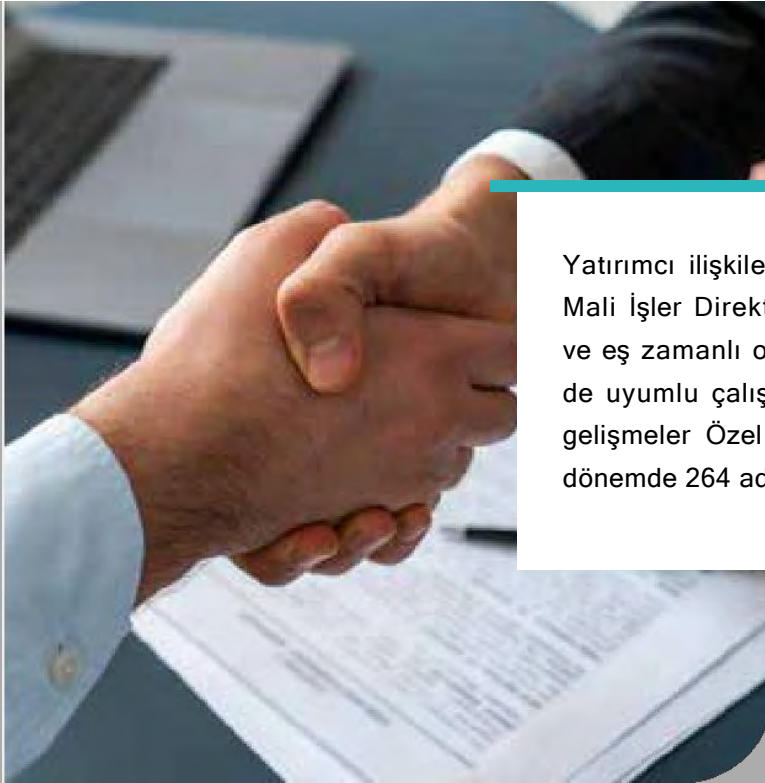 Yatırımcı ilişkile
Mali İşler Direkt
ve eş zamanlı o
de uyumlu çalış
gelişmeler Özel
dönemde 264 ad